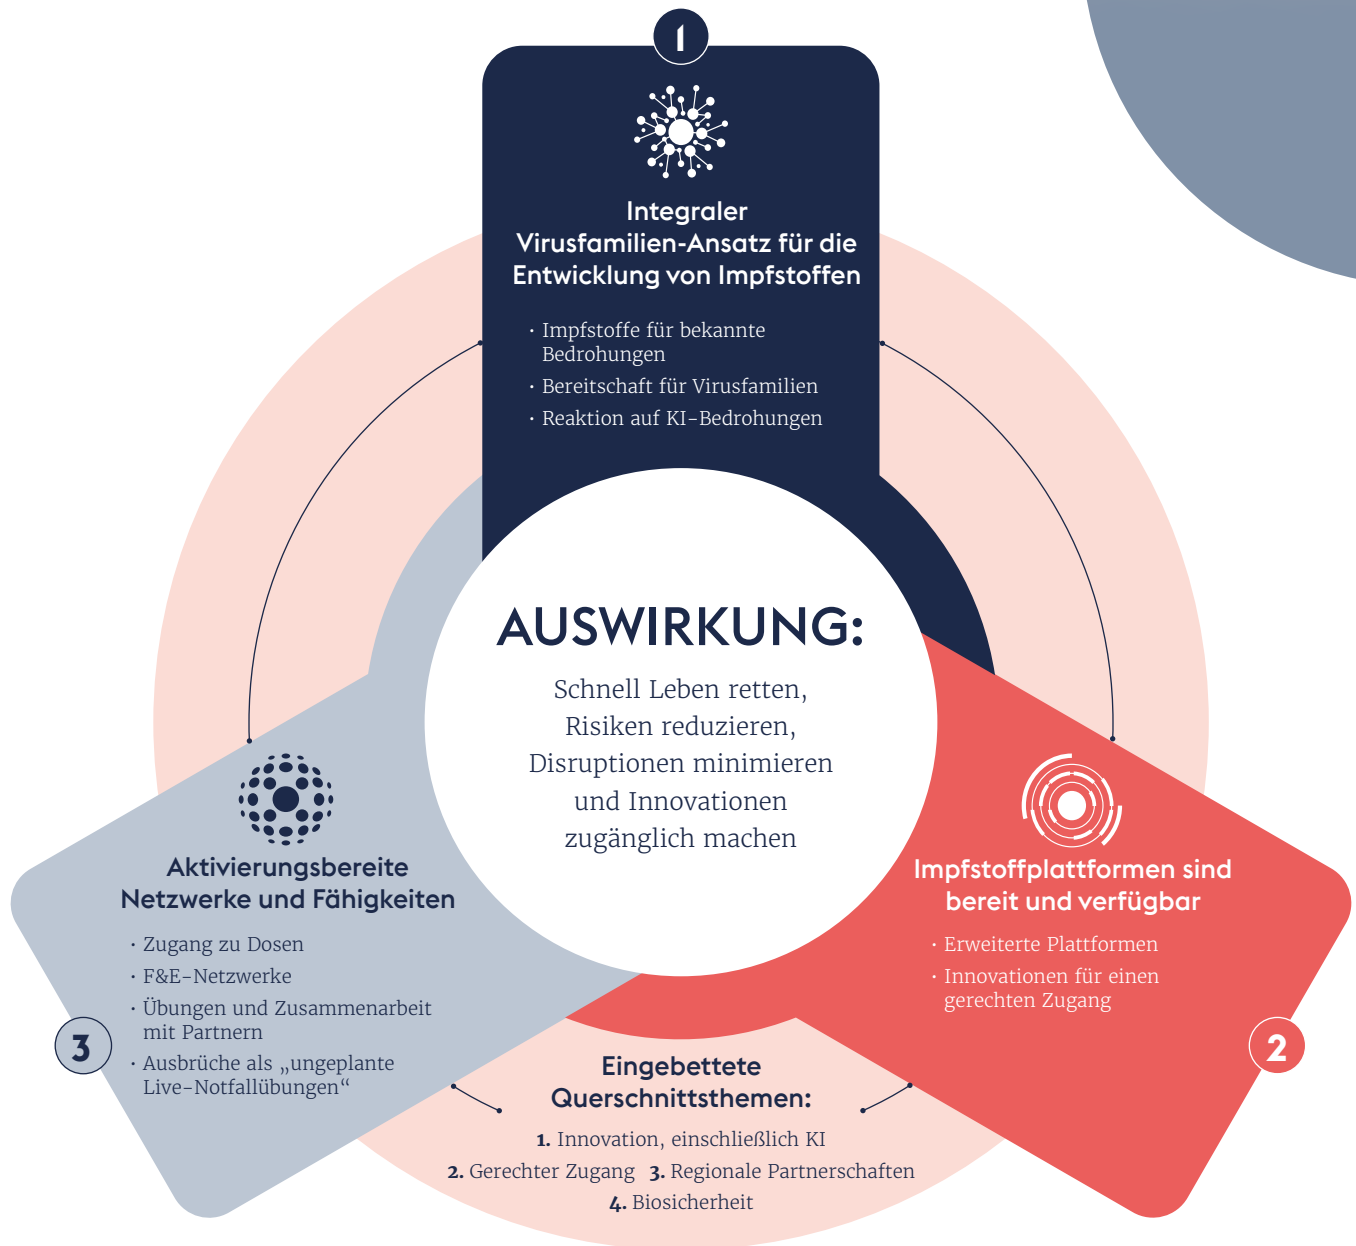 1
Integraler
Virusfamilien-Ansatz für die
Entwicklung von Impfstoffen
· Impfstoffe für bekannte
Bedrohungen
· Bereitschaft für Virusfamilien
· Reaktion auf KI-Bedrohungen
AUSWIRKUNG:
Schnell Leben retten,
Risiken reduzieren,
Disruptionen minimieren
und Innovationen
zugänglich machen
Impfstoffplattformen sind
bereit und verfügbar
· Erweiterte Plattformen
· Innovationen für einen
gerechten Zugang
2
Aktivierungsbereite
Netzwerke und Fähigkeiten
· Zugang zu Dosen
· F&E-Netzwerke
· Übungen und Zusammenarbeit
mit Partnern
· Ausbrüche als „ungeplante
Live-Notfallübungen“
3
Eingebettete
Querschnittsthemen:
1. Innovation, einschließlich KI
2. Gerechter Zugang 3. Regionale Partnerschaften
4. Biosicherheit